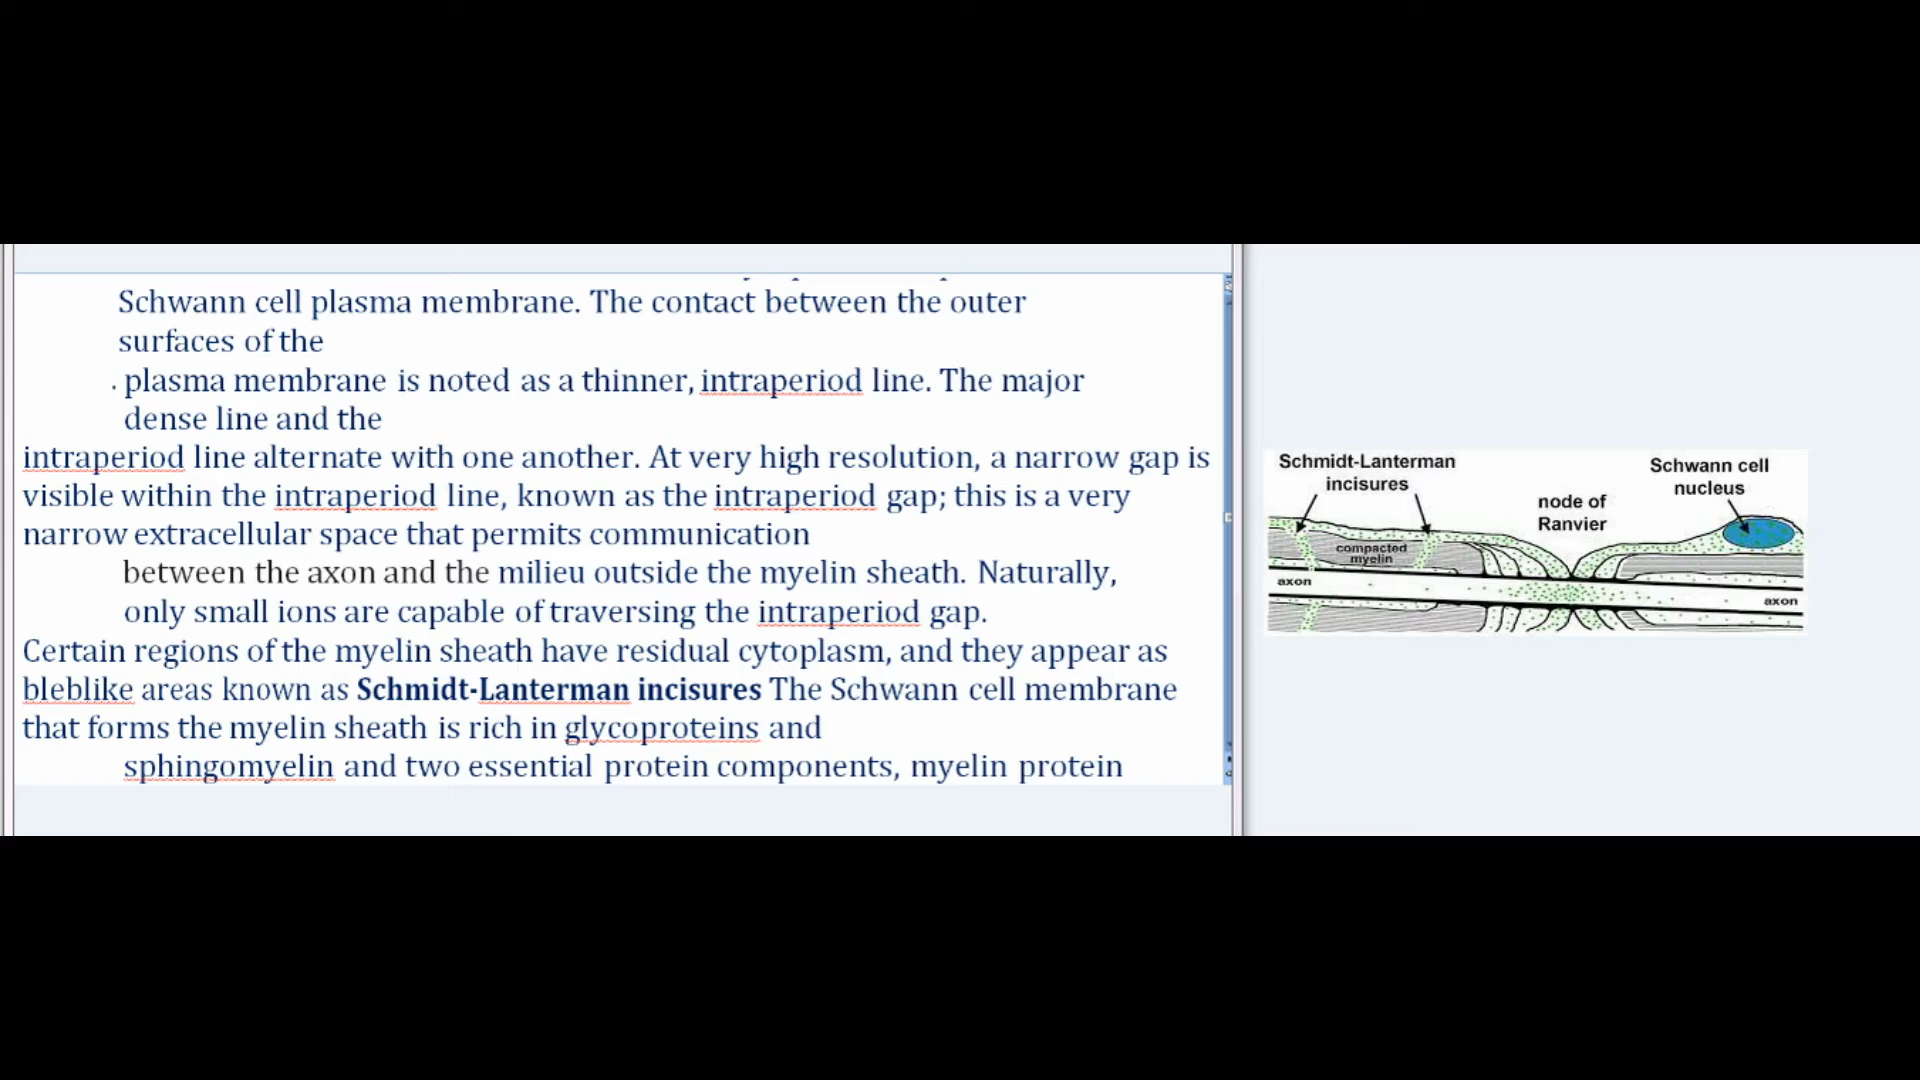 Schwann cell plasma membrane. The contact between the outer
surfaces of the
. plasma membrane is noted as a thinner, intraperiod line. The major
dense line and the
intraperiod line alternate with one another. At very high resolution, a narrow gap is
visible within the intraperiod line, known as the intraperiod gap; this is a very
narrow extracellular space that permits communication
between the axon and the milieu outside the myelin sheath. Naturally,
only small ions are capable of traversing the intraperiod gap.
Certain regions of the myelin sheath have residual cytoplasm, and they appear as
bleblike areas known as Schmidt-Lanterman incisures The Schwann cell membrane
that forms the myelin sheath is rich in glycoproteins and
sphingomyelin and two essential protein components, myelin protein
Schmidt-Lanterman
incisures
node of
Ranvier
Schwann cell
nucleus
compacted
myelin
axon
axon